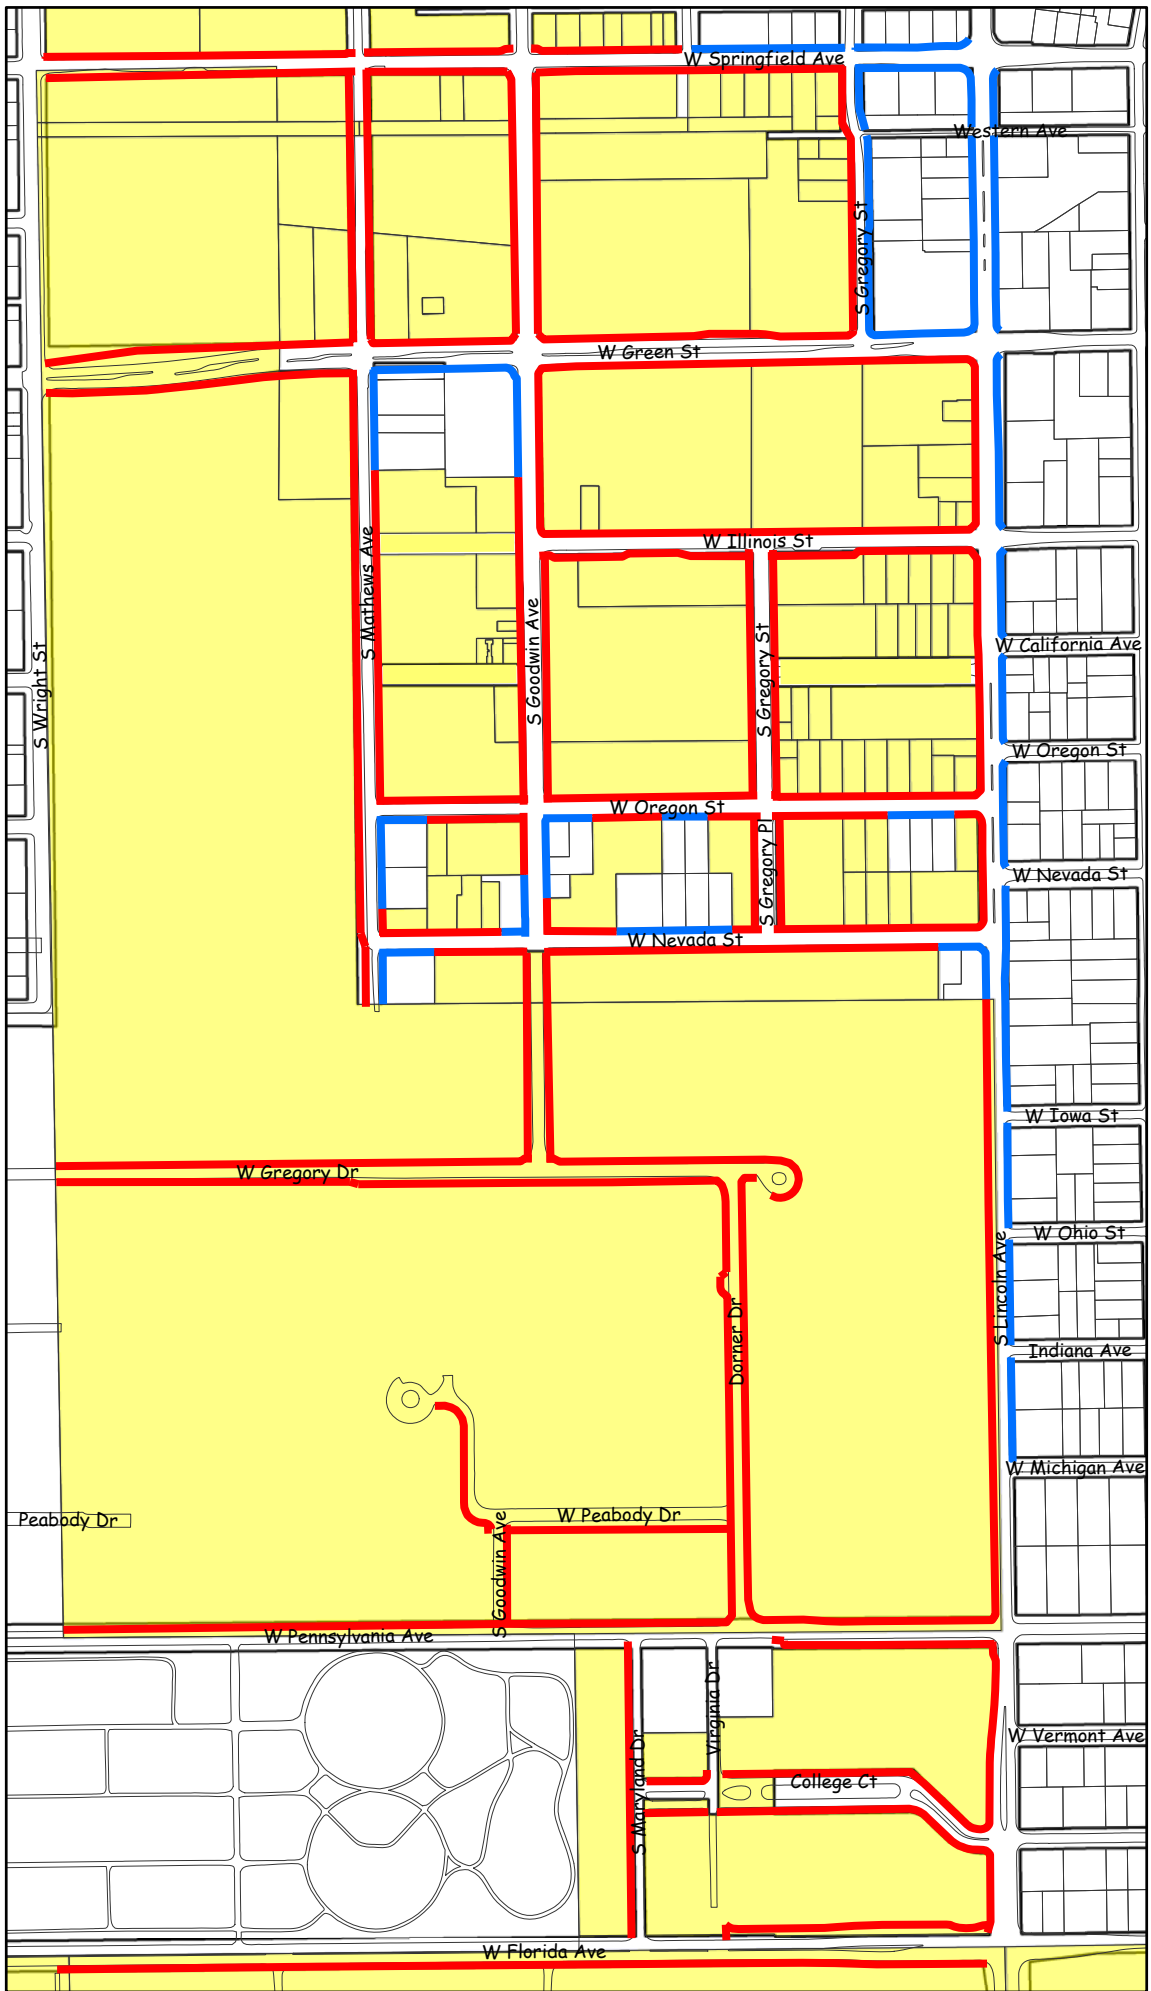 W Springfield Ave
Western Ave
S Gregory St
W Green St
W Illinois St
S Mathews Ave
S Goodwin Ave
S Gregory St
S Wright St
W California Ave
W Oregon St
W Oregon St
S Gregory Pl
W Nevada St
W Nevada St
W Iowa St
W Gregory Dr
W Ohio St
S Lincoln Ave
Dorner Dr
Indiana Ave
W Michigan Ave
Peabody Dr
W Peabody Dr
S Goodwin Ave
W Pennsylvania Ave
Virginia Dr
W Vermont Ave
S Maryland Dr
College Ct
W Florida Ave